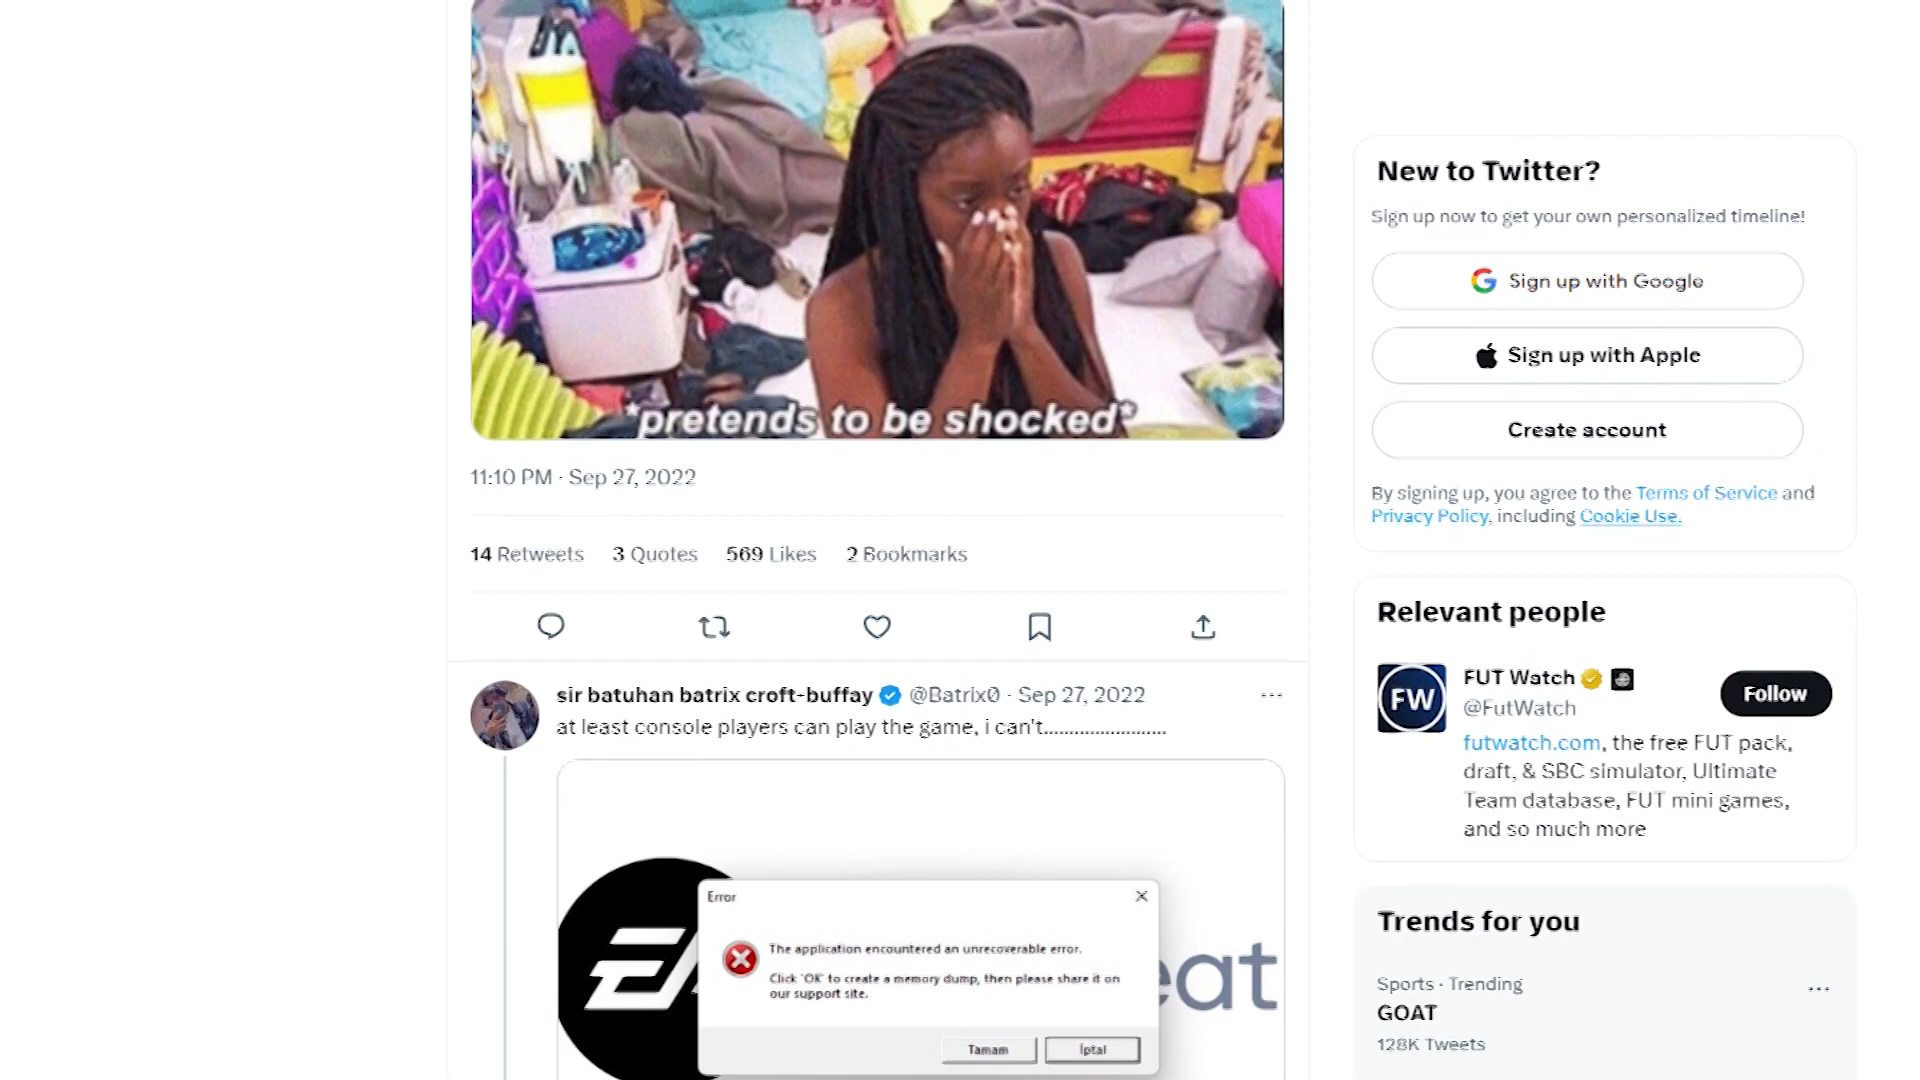 *pretends to be shocked*
11:10 PM · Sep 27, 2022
14 Retweets 3 Quotes 569 Likes 2 Bookmarks
sir batuhan batrix croft-buffay @Batrix0 · Sep 27, 2022
at least console players can play the game, i can't.........................
Error
The application encountered an unrecoverable error.
Click 'OK' to create a memory dump, then please share it on
our support site.
Tamam İptal
eat
New to Twitter?
Sign up now to get your own personalized timeline!
Sign up with Google
Sign up with Apple
Create account
By signing up, you agree to the Terms of Service and
Privacy Policy, including Cookie Use.
Relevant people
FW
FUT Watch
@FutWatch
Follow
futwatch.com, the free FUT pack,
draft, & SBC simulator, Ultimate
Team database, FUT mini games,
and so much more
Trends for you
Sports · Trending
GOAT
128K Tweets